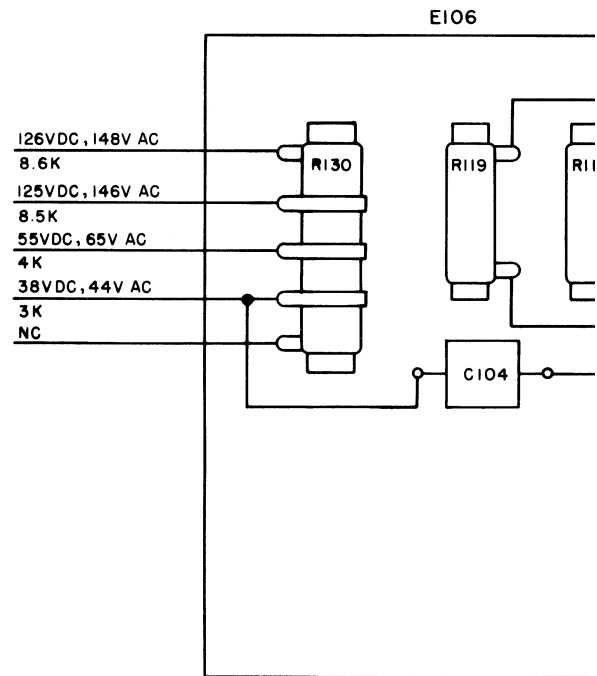 E106
126VDC, 148V AC
8.6K
125VDC, 146V AC
8.5K
55VDC, 65V AC
4K
38VDC, 44V AC
3K
NC
R130
R119
C104